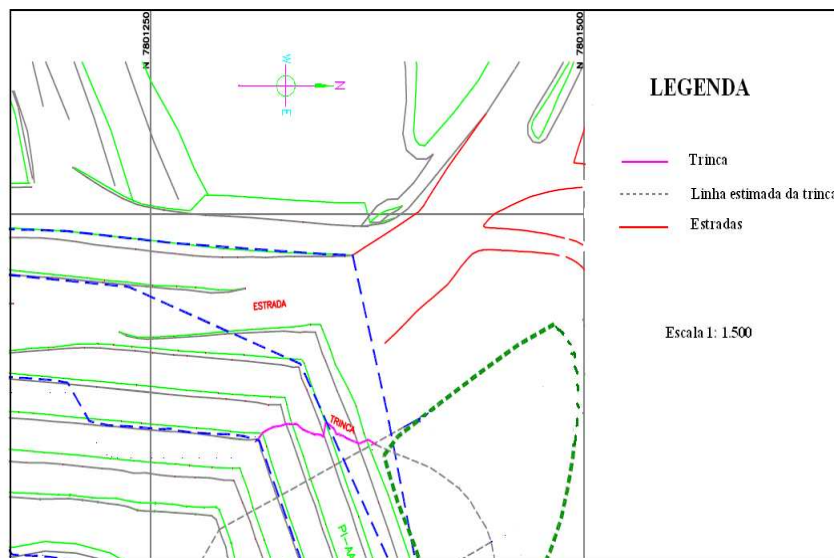 N 7801250
N 7801500
W
N
E
LEGENDA
Trinca
Linha estimada da trinca
Estradas
ESTRADA
Escala 1: 1.500
TRINCA